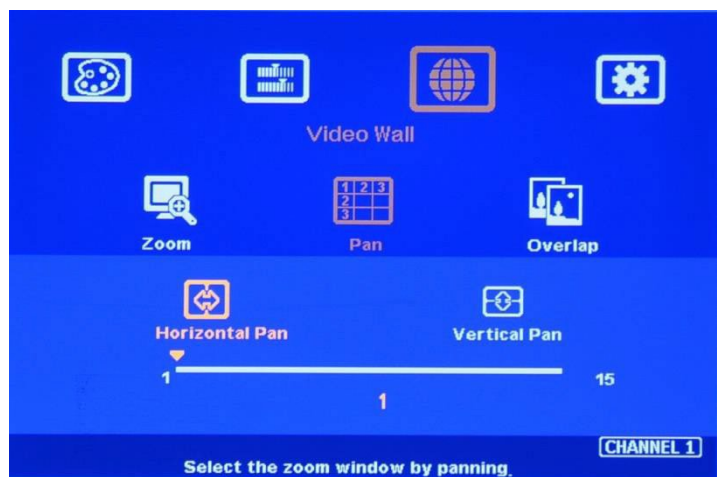 Video Wall
1 2 3
2
3
Zoom Pan Overlap
Horizontal Pan Vertical Pan
1 15
1
CHANNEL 1
Select the zoom window by panning.